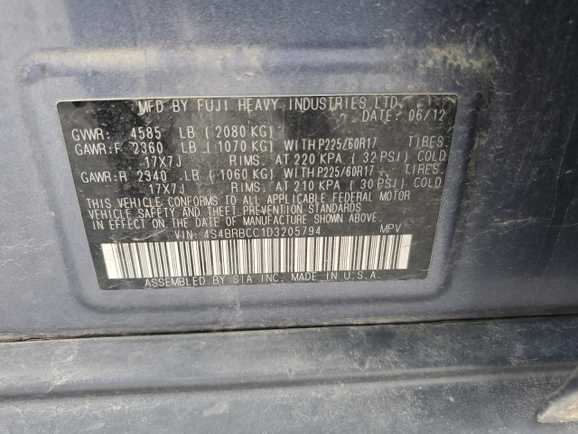 MFD BY FUJI HEAVY INDUSTRIES LTD.
DATE: 06/12
GVWR: 4585 LB ( 2080 KG)
GAWR:F 2360 LB ( 1070 KG) WITH P225/60R17 TIRES.
17X7J RIMS. AT 220 KPA ( 32 PSI) COLD
GAWR:R 2340 LB ( 1060 KG) WITH P225/60R17 TIRES.
17X7J RIMS. AT 210 KPA ( 30 PSI) COLD
THIS VEHICLE CONFORMS TO ALL APPLICABLE FEDERAL MOTOR
VEHICLE SAFETY AND THEFT PREVENTION STANDARDS
IN EFFECT ON THE DATE OF MANUFACTURE SHOWN ABOVE.
VIN: 4S4BRBCC1D3205794 MPV
ASSEMBLED BY SIA INC. MADE IN U.S.A.